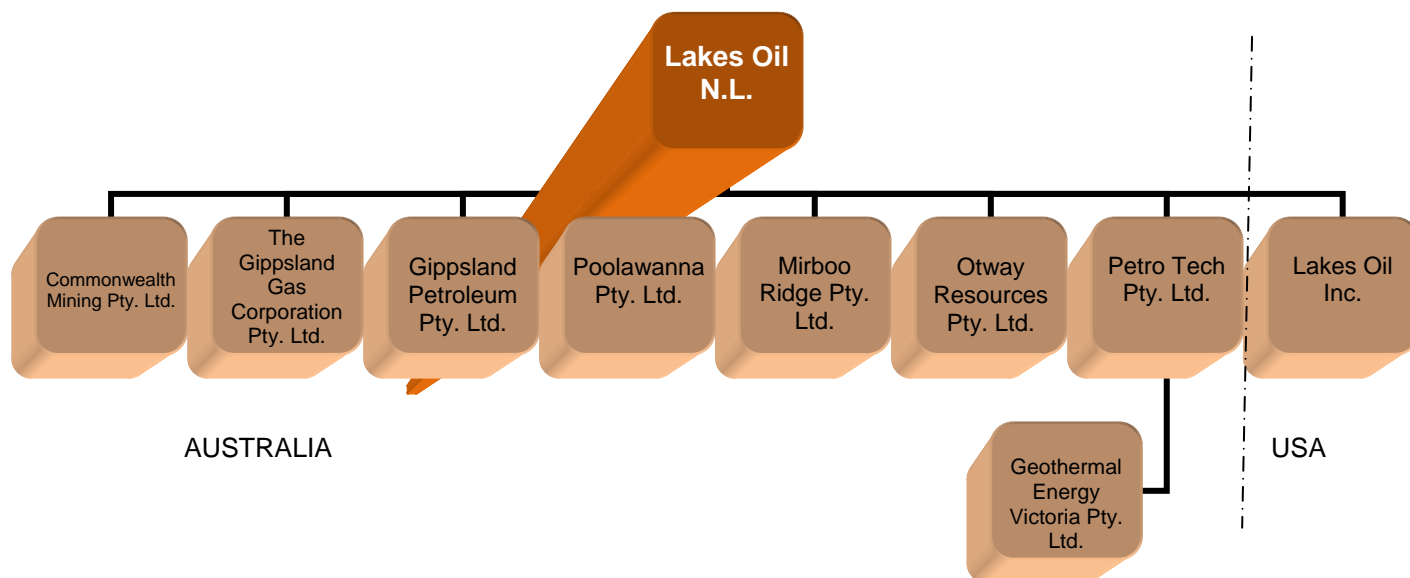 Lakes Oil
N.L.
Commonwealth
Mining Pty. Ltd.
The
Gippsland
Gas
Corporation
Pty. Ltd.
Gippsland
Petroleum
Pty. Ltd.
Poolawanna
Pty. Ltd.
Mirboo
Ridge Pty.
Ltd.
Otway
Resources
Pty. Ltd.
Petro Tech
Pty. Ltd.
Lakes Oil
Inc.
AUSTRALIA
USA
Geothermal
Energy
Victoria Pty.
Ltd.